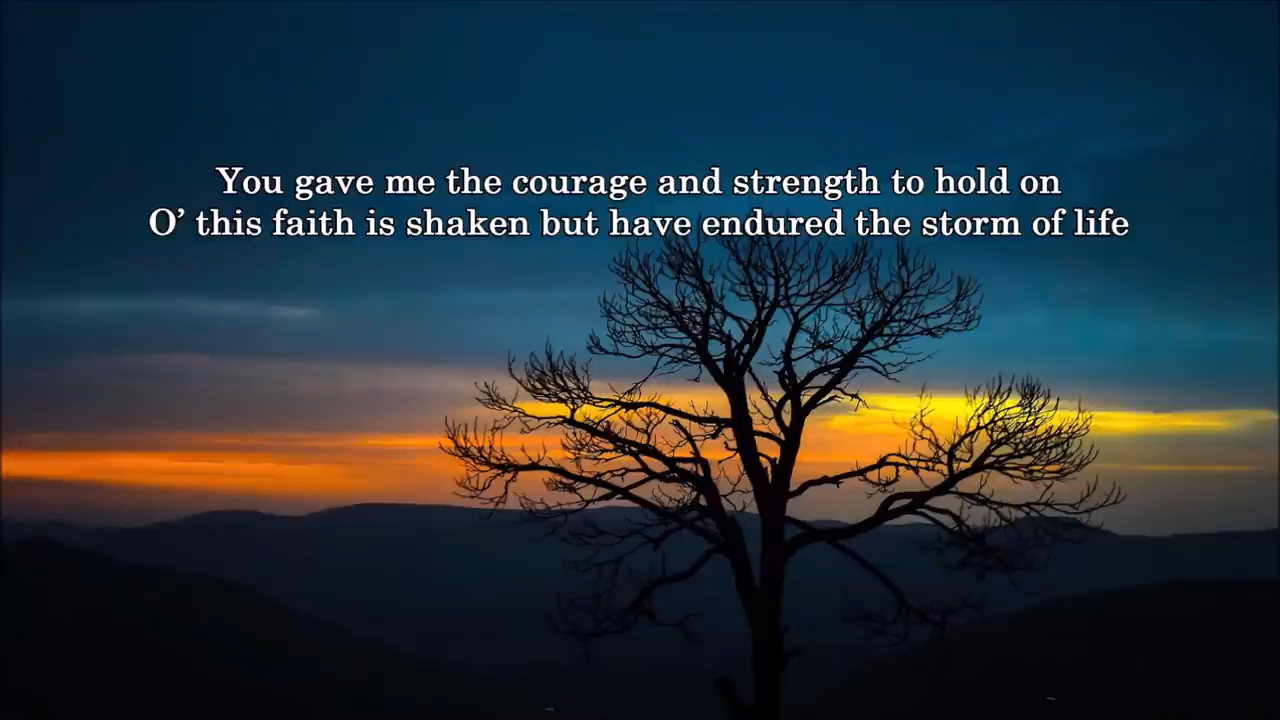 You gave me the courage and strength to hold on
O’ this faith is shaken but have endured the storm of life